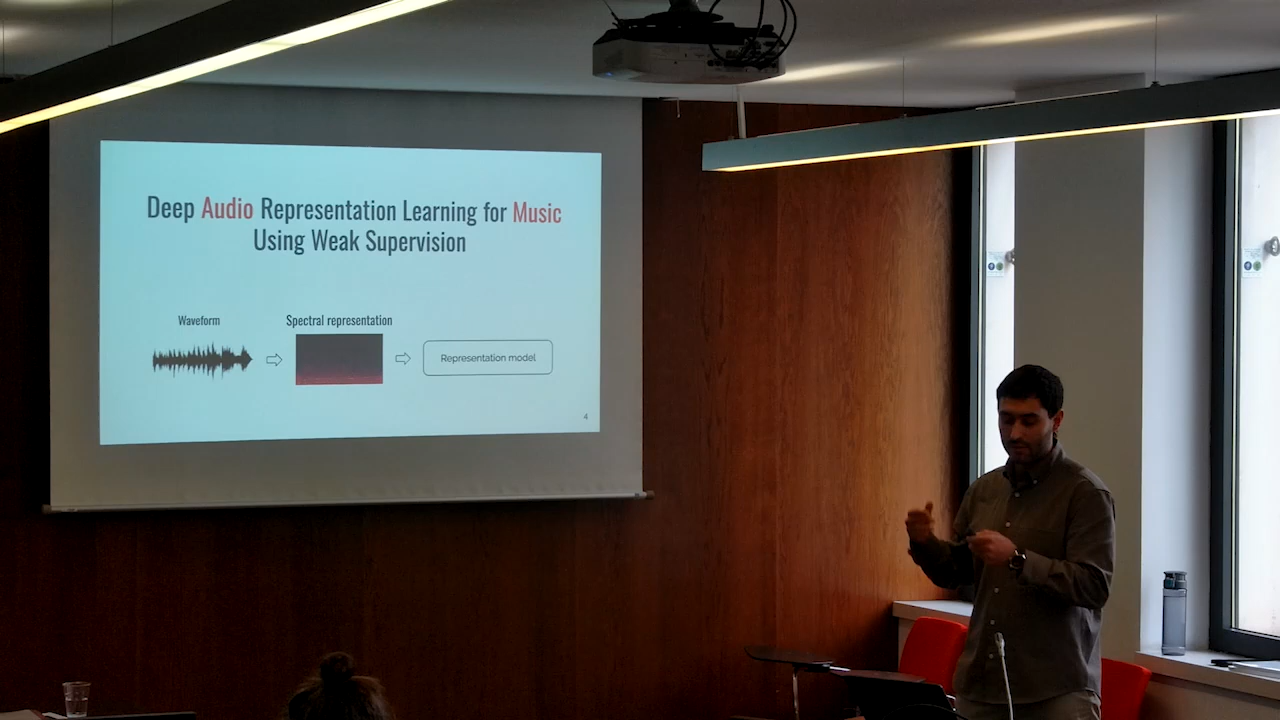 Deep Audio Representation Learning for Music
Using Weak Supervision
Waveform
Spectral representation
Representation model
4